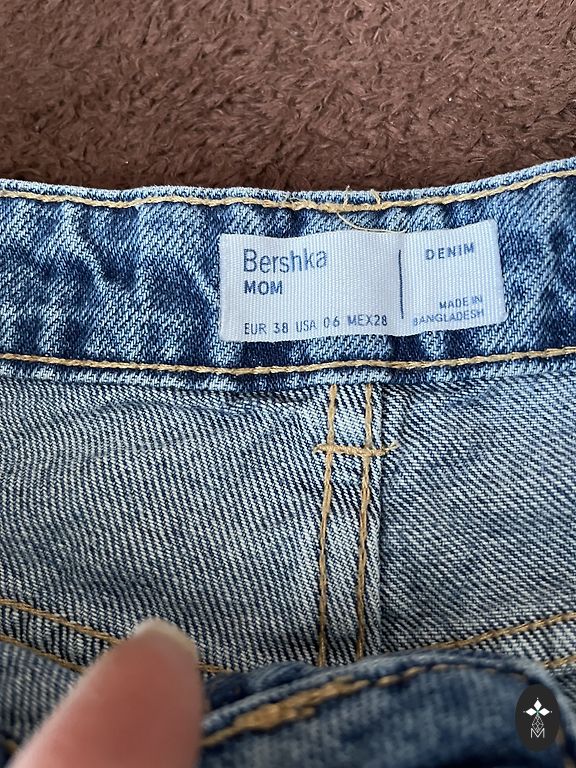 Bershka
MOM
EUR 38 USA 06 MEX28
DENIM
MADE IN
BANGLADESH
M